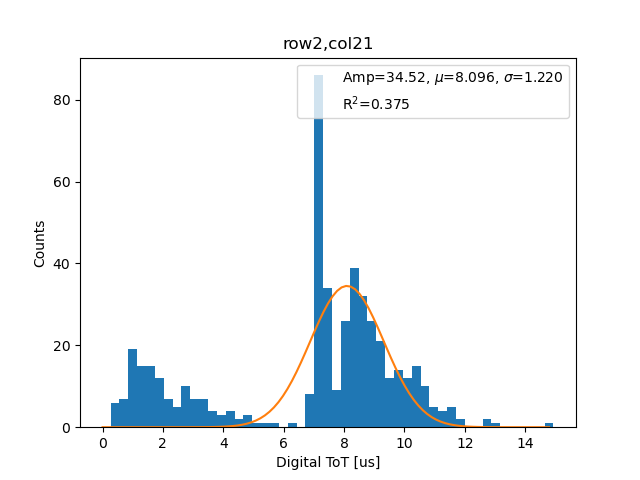 row2,col21
Amp=34.52, μ=8.096, σ=1.220
R²=0.375
Counts
80
60
40
20
0
0 2 4 6 8 10 12 14
Digital ToT [us]